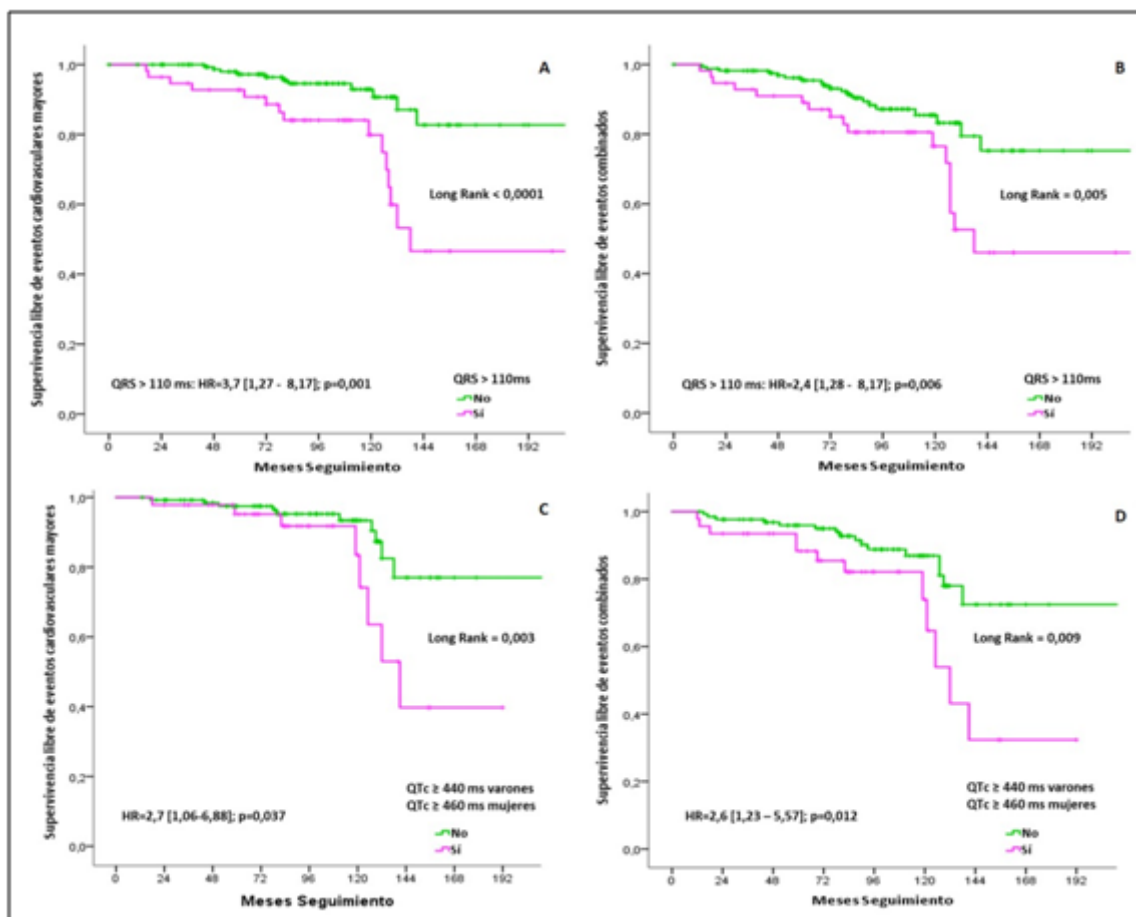 A
Supervivencia libre de eventos cardiovasculares mayores
1,0
0,8
0,6
0,4
0,2
0,0
Long Rank < 0,0001
QRS > 110 ms: HR=3,7 [1,27 - 8,17]; p=0,001
QRS > 110ms
No
Sí
0 24 48 72 96 120 144 168 192
Meses Seguimiento
B
Supervivencia libre de eventos combinados
1,0
0,8
0,6
0,4
0,2
0,0
Long Rank = 0,005
QRS > 110 ms: HR=2,4 [1,28 - 8,17]; p=0,006
QRS > 110ms
No
Sí
0 24 48 72 96 120 144 168 192
Meses Seguimiento
C
Supervivencia libre de eventos cardiovasculares mayores
1,0
0,8
0,6
0,4
0,2
0,0
Long Rank = 0,003
QTc ≥ 440 ms varones
QTc ≥ 460 ms mujeres
HR=2,7 [1,06-6,88]; p=0,037
No
Sí
0 24 48 72 96 120 144 168 192
Meses Seguimiento
D
Supervivencia libre de eventos combinados
1,0
0,8
0,6
0,4
0,2
0,0
Long Rank = 0,009
QTc ≥ 440 ms varones
QTc ≥ 460 ms mujeres
HR=2,6 [1,23 – 5,57]; p=0,012
No
Sí
0 24 48 72 96 120 144 168 192
Meses Seguimiento